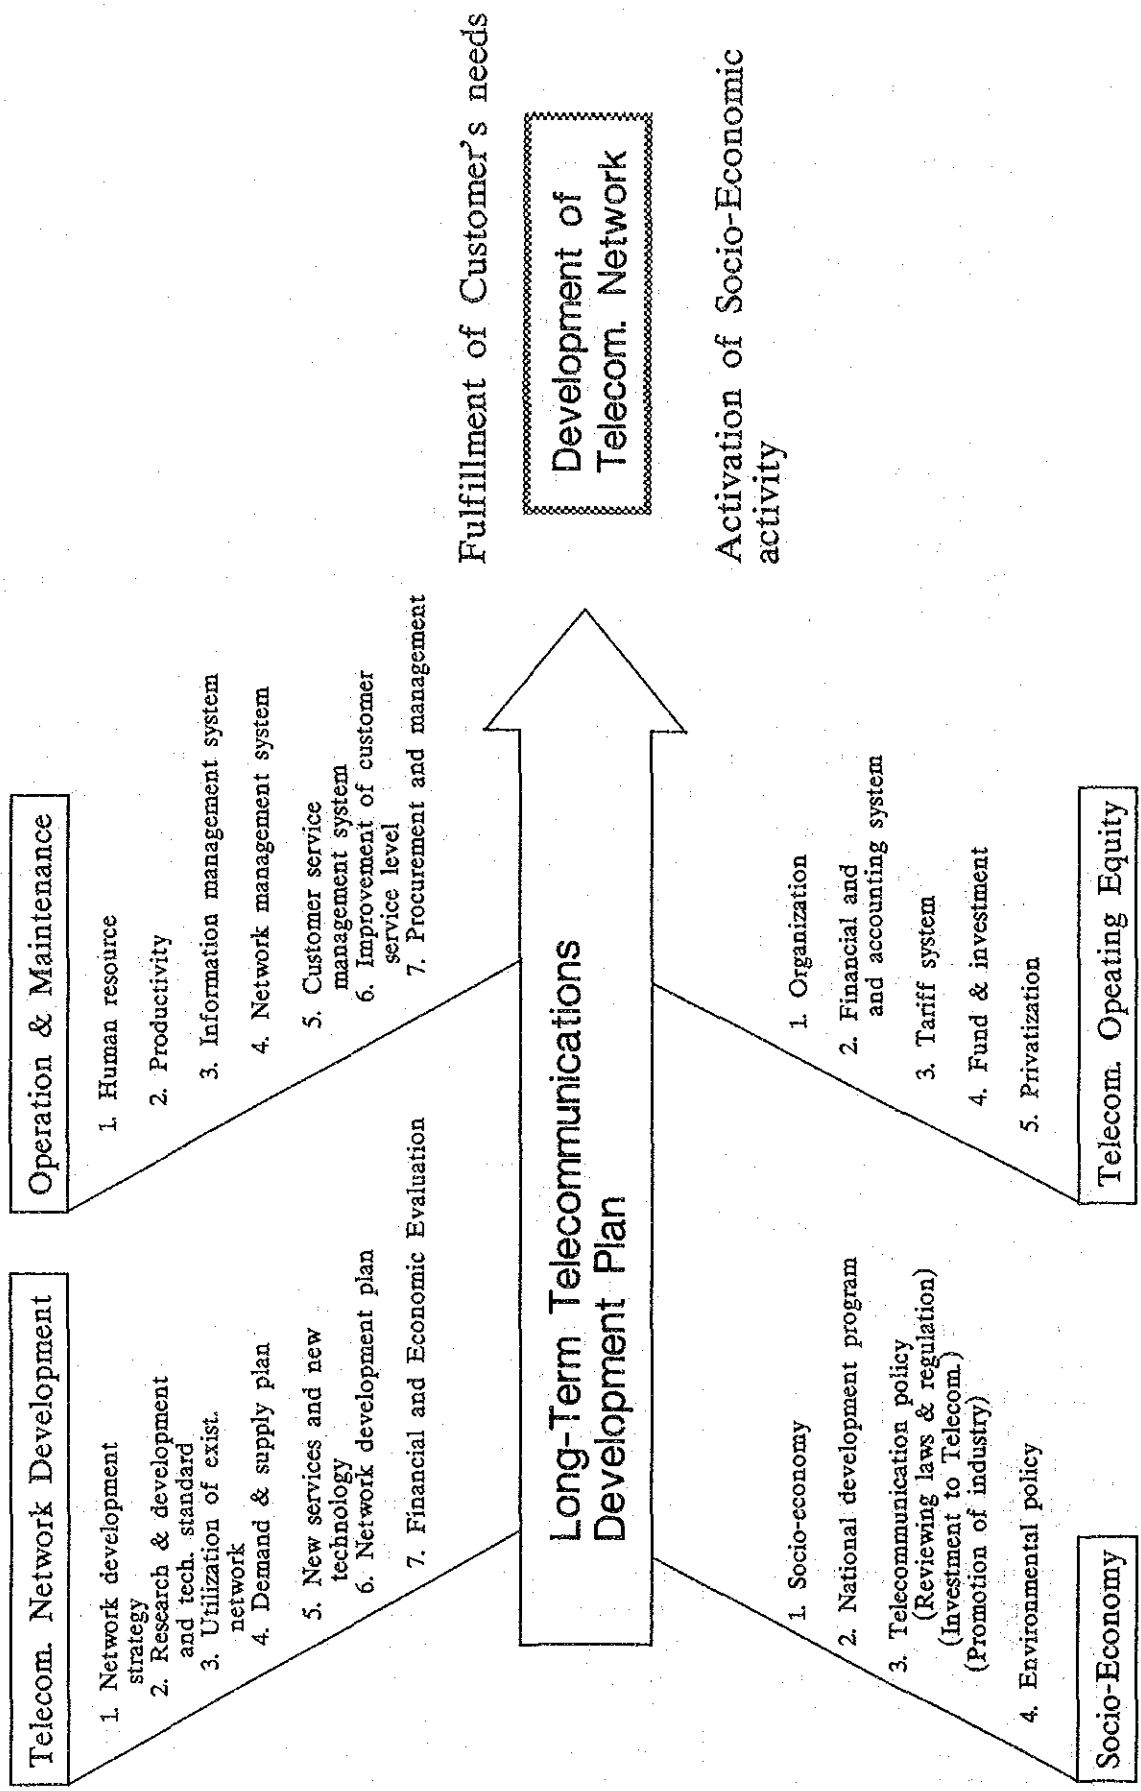 Telecom. Network Development
1. Network development
strategy
2. Research & development
and tech. standard
3. Utilization of exist.
network
4. Demand & supply plan
5. New services and new
technology
6. Network development plan
7. Financial and Economic Evaluation
Operation & Maintenance
1. Human resource
2. Productivity
3. Information management system
4. Network management system
5. Customer service
management system
6. Improvement of customer
service level
7. Procurement and management
Long-Term Telecommunications
Development Plan
Fulfillment of Customer's needs
Development of
Telecom. Network
Activation of Socio-Economic
activity
1. Socio-economy
2. National development program
3. Telecommunication policy
(Reviewing laws & regulation)
(Investment to Telecom.)
(Promotion of industry)
4. Environmental policy
Socio-Economy
1. Organization
2. Financial and
and accounting system
3. Tariff system
4. Fund & investment
5. Privatization
Telecom. Opeating Equity